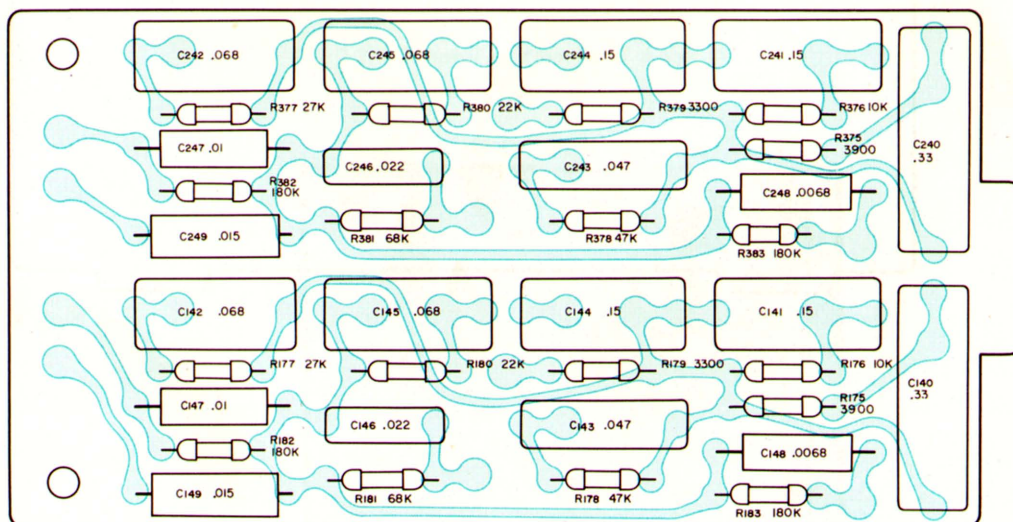 C242 .068
C245 .068
C244 .15
C241 .15
R377 27K
R380 22K
R379 3300
R376 10K
R375
3900
C247 .01
C246 .022
C243 .047
C240
.33
R382
180K
C248 .0068
C249 .015
R381 68K
R378 47K
R383 180K
C142 .068
C145 .068
C144 .15
C141 .15
R177 27K
R180 22K
R179 3300
R176 10K
R175
3900
C140
.33
C147 .01
C146 .022
C143 .047
R182
180K
C148 .0068
C149 .015
R181 68K
R178 47K
R183 180K